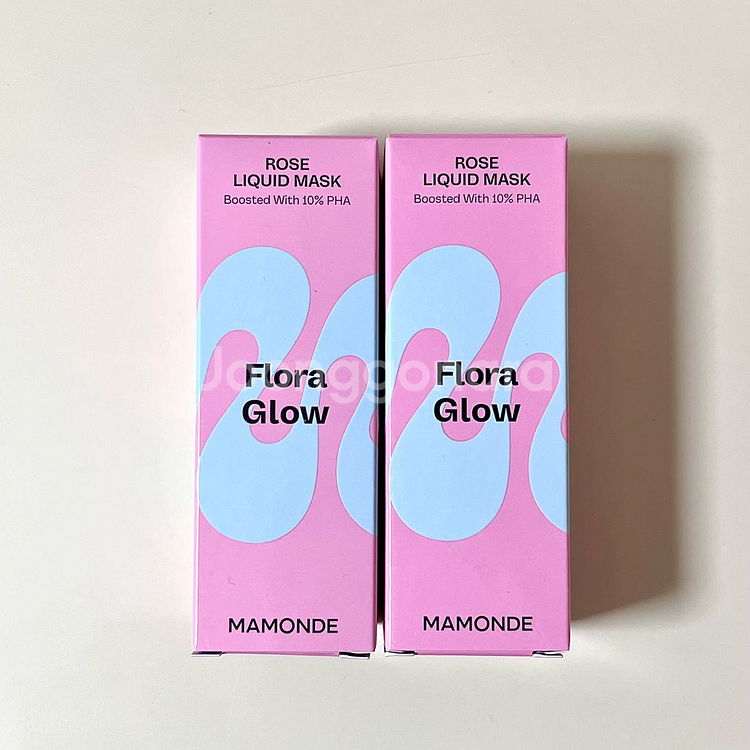 ROSE
LIQUID MASK
Boosted With 10% PHA
Flora
Glow
MAMONDE
ROSE
LIQUID MASK
Boosted With 10% PHA
Flora
Glow
MAMONDE